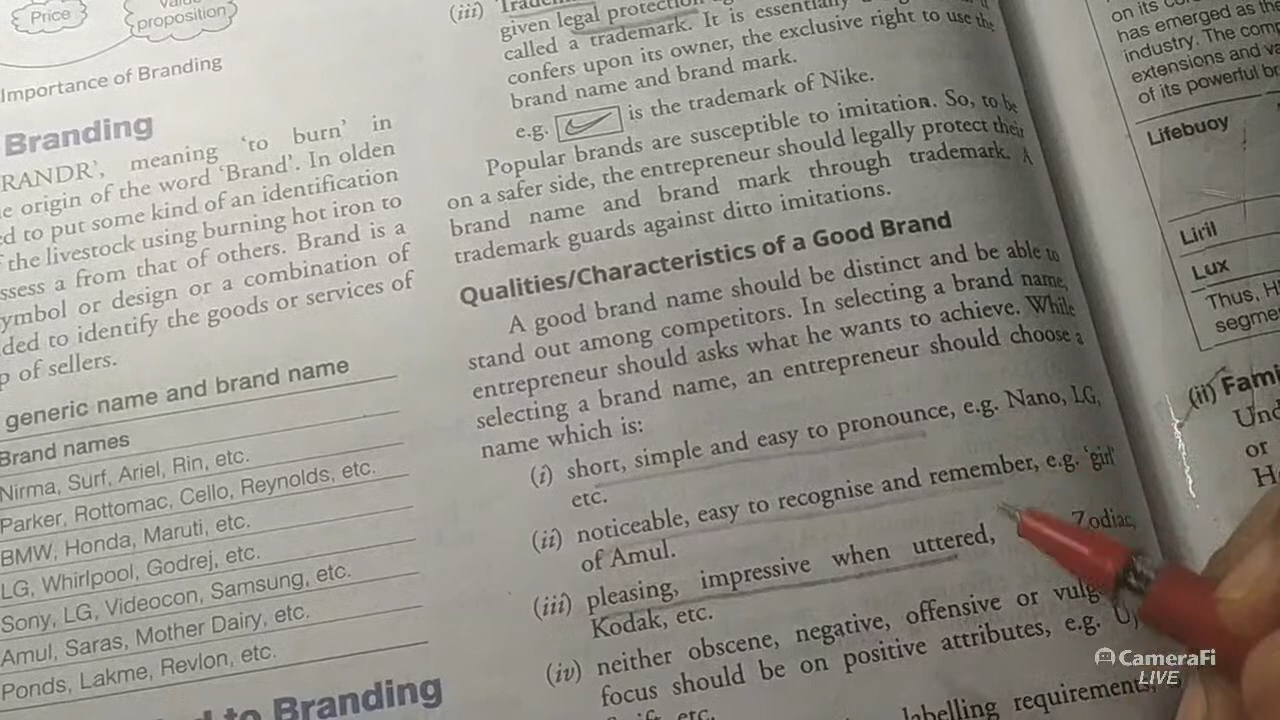 Price
proposition
Importance of Branding
Branding
RANDR', meaning 'to burn' in
origin of the word 'Brand'. In olden
to put some kind of an identification
the livestock using burning hot iron to
a from that of others. Brand is a
or design or a combination of
to identify the goods or services of
of sellers.
generic name and brand name
Brand names
Nirma, Surf, Ariel, Rin, etc.
Parker, Rottomac, Cello, Reynolds, etc.
BMW, Honda, Maruti, etc.
LG, Whirlpool, Godrej, etc.
Sony, LG, Videocon, Samsung, etc.
Amul, Saras, Mother Dairy, etc.
Ponds, Lakme, Revlon, etc.
to Branding
(iii)
given legal protection
called a trademark. It is essentially
confers upon its owner, the exclusive right to use the
brand name and brand mark.
e.g. is the trademark of Nike.
Popular brands are susceptible to imitation. So, to be
on a safer side, the entrepreneur should legally protect their
brand name and brand mark through trademark. A
trademark guards against ditto imitations.
Qualities/Characteristics of a Good Brand
A good brand name should be distinct and be able to
stand out among competitors. In selecting a brand name,
entrepreneur should asks what he wants to achieve. While
selecting a brand name, an entrepreneur should choose a
name which is:
(i) short, simple and easy to pronounce, e.g. Nano, LG,
etc.
(ii) noticeable, easy to recognise and remember, e.g. 'girl'
of Amul.
(iii) pleasing, impressive when uttered, Zodiac,
Kodak, etc.
(iv) neither obscene, negative, offensive or
focus should be on positive attributes, e.g.
etc.
labelling requirements,
on its
has emerged as the
industry. The
extensions and
of its powerful
Lifebuoy
Liril
Lux
Thus,
(ii)
or
CameraFi
LIVE